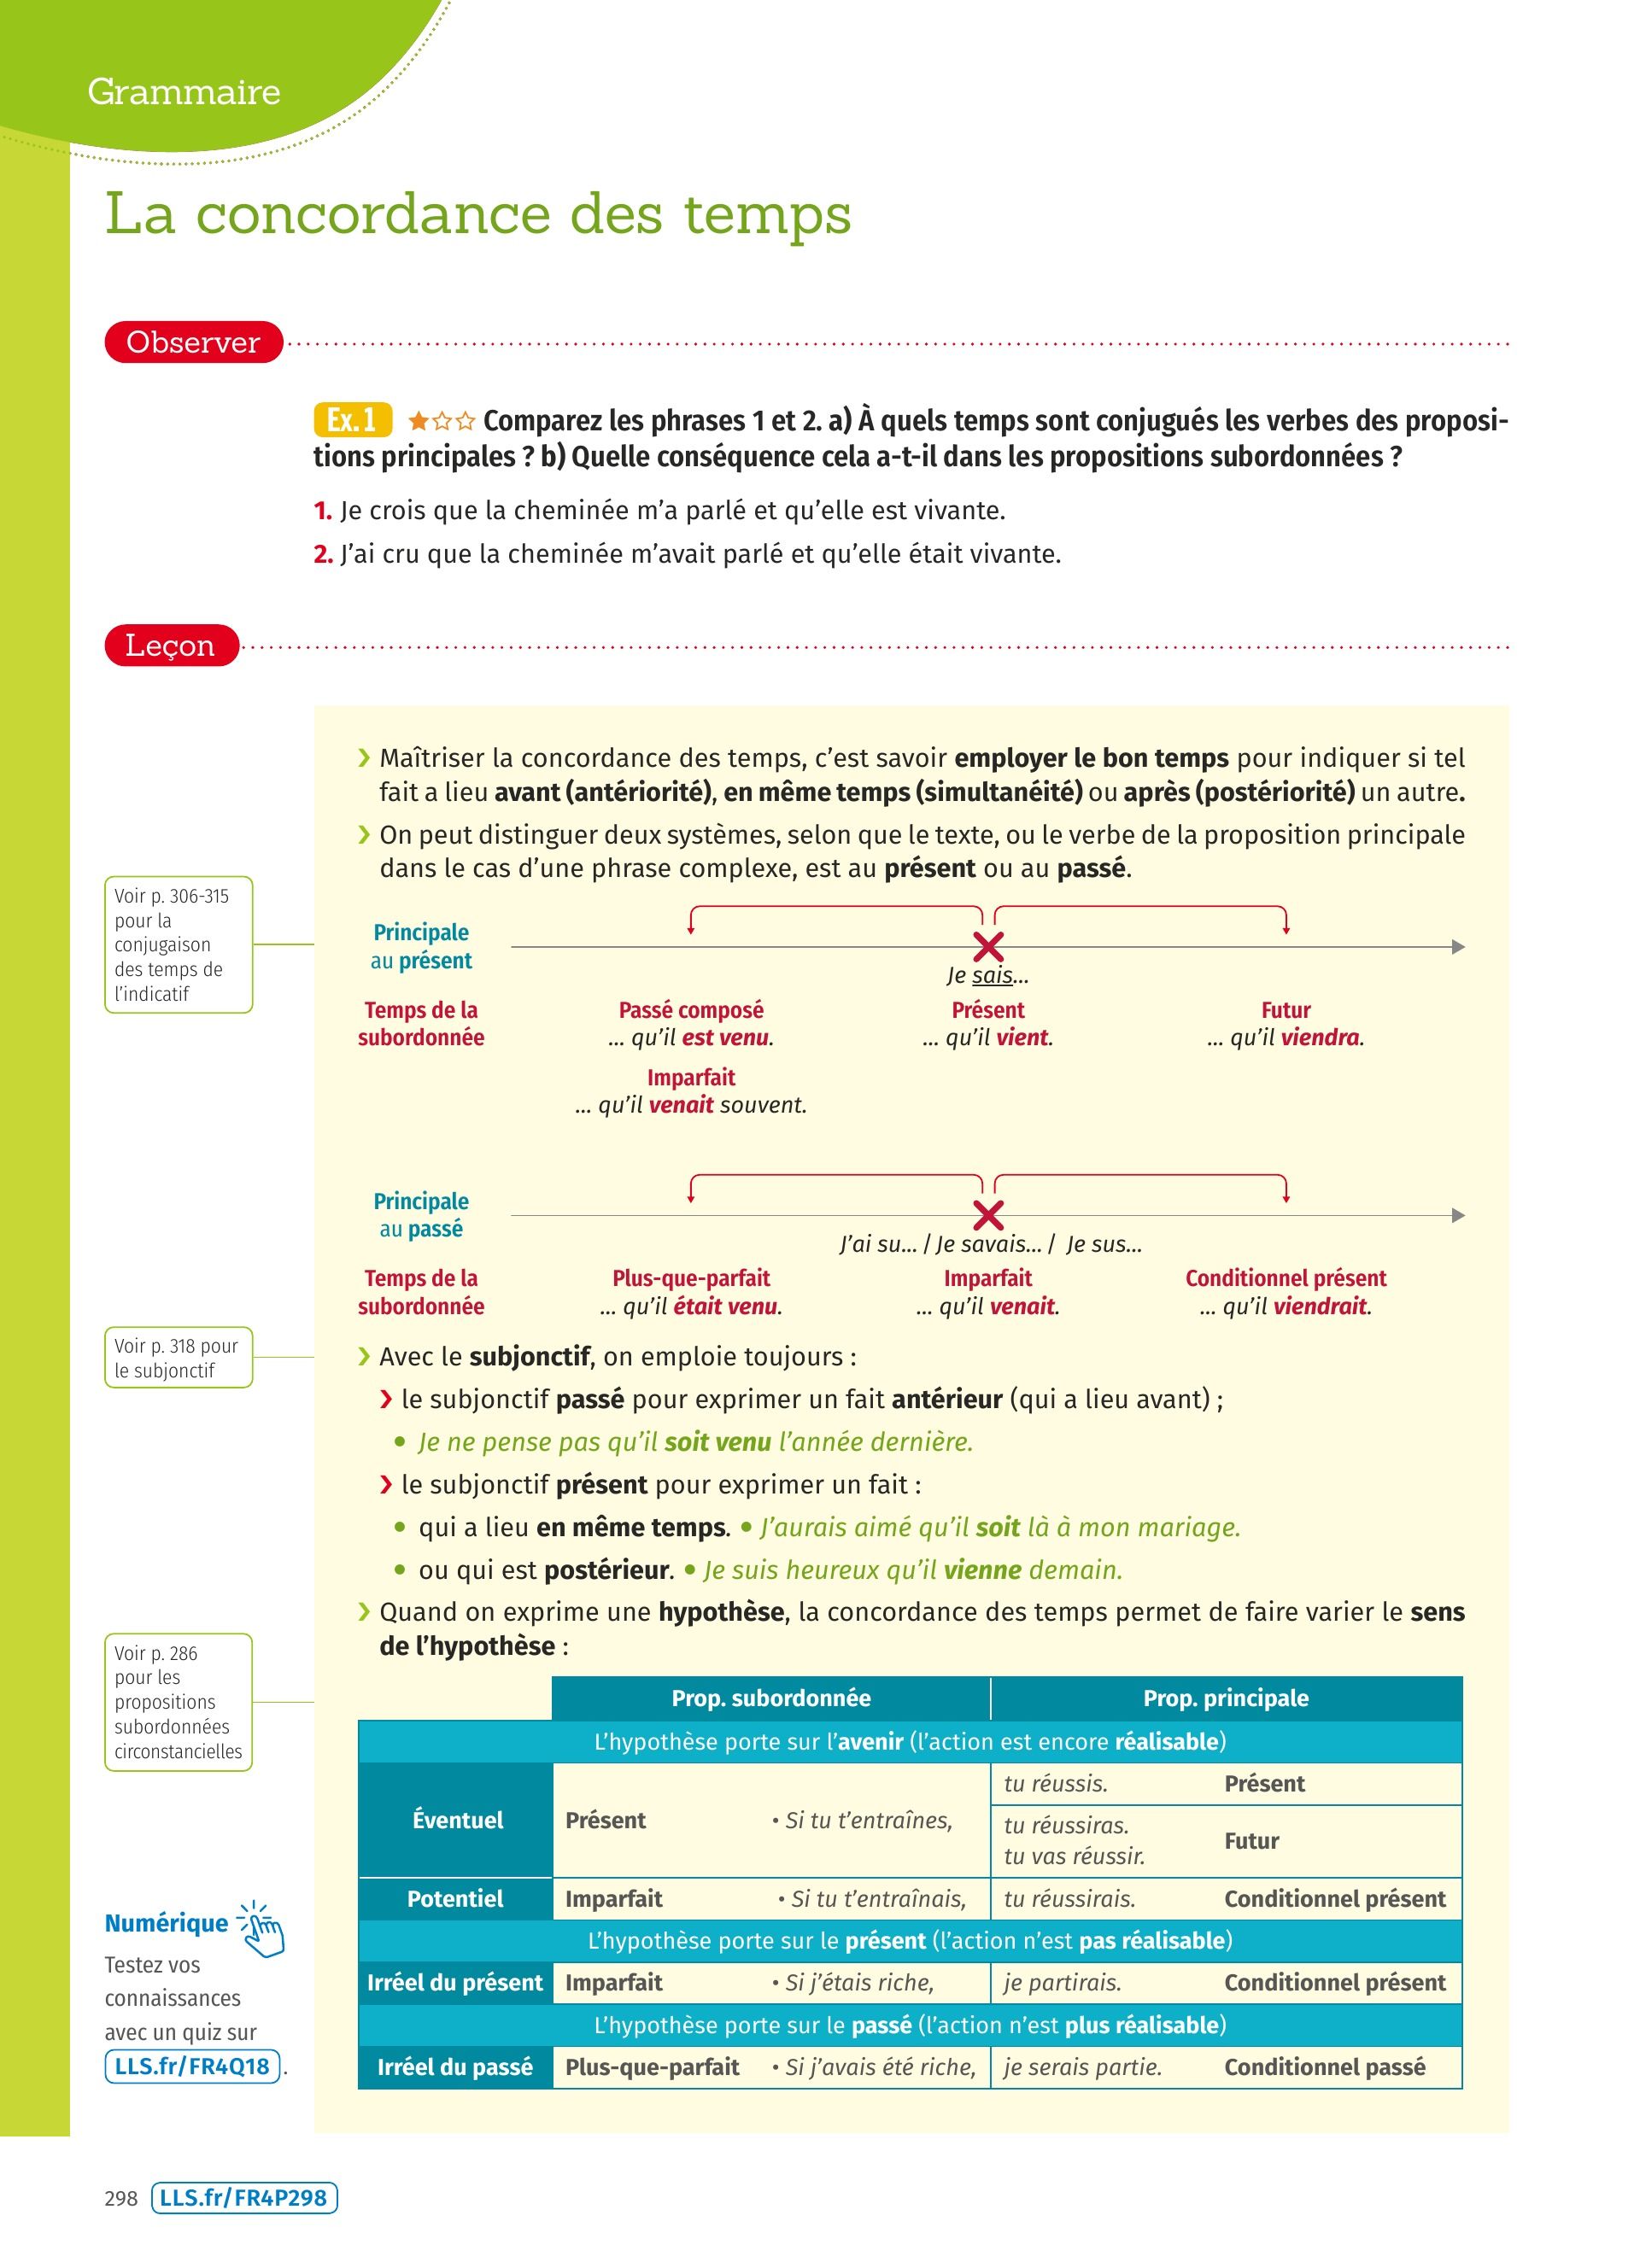 Grammaire
La concordance des temps
Observer
Ex. 1 ★☆☆ Comparez les phrases 1 et 2. a) À quels temps sont conjugués les verbes des proposi-
tions principales ? b) Quelle conséquence cela a-t-il dans les propositions subordonnées ?
1. Je crois que la cheminée m’a parlé et qu’elle est vivante.
2. J’ai cru que la cheminée m’avait parlé et qu’elle était vivante.
Leçon
› Maîtriser la concordance des temps, c’est savoir employer le bon temps pour indiquer si tel
fait a lieu avant (antériorité), en même temps (simultanéité) ou après (postériorité) un autre.
› On peut distinguer deux systèmes, selon que le texte, ou le verbe de la proposition principale
dans le cas d’une phrase complexe, est au présent ou au passé.
Voir p. 306-315
pour la
conjugaison
des temps de
l’indicatif
Principale
au présent
Je sais...
Temps de la
subordonnée
Passé composé
... qu’il est venu.
Présent
... qu’il vient.
Futur
... qu’il viendra.
Imparfait
... qu’il venait souvent.
Principale
au passé
J’ai su... / Je savais... / Je sus...
Temps de la
subordonnée
Plus-que-parfait
... qu’il était venu.
Imparfait
... qu’il venait.
Conditionnel présent
... qu’il viendrait.
Voir p. 318 pour
le subjonctif
› Avec le subjonctif, on emploie toujours :
› le subjonctif passé pour exprimer un fait antérieur (qui a lieu avant) ;
• Je ne pense pas qu’il soit venu l’année dernière.
› le subjonctif présent pour exprimer un fait :
• qui a lieu en même temps. • J’aurais aimé qu’il soit là à mon mariage.
• ou qui est postérieur. • Je suis heureux qu’il vienne demain.
› Quand on exprime une hypothèse, la concordance des temps permet de faire varier le sens
de l’hypothèse :
Voir p. 286
pour les
propositions
subordonnées
circonstancielles
Prop. subordonnée Prop. principale
L’hypothèse porte sur l’avenir (l’action est encore réalisable)
Éventuel Présent • Si tu t’entraînes,
tu réussis. Présent
tu réussiras.
tu vas réussir.
Futur
Potentiel Imparfait • Si tu t’entraînais, tu réussirais. Conditionnel présent
L’hypothèse porte sur le présent (l’action n’est pas réalisable)
Irréel du présent Imparfait • Si j’étais riche, je partirais. Conditionnel présent
L’hypothèse porte sur le passé (l’action n’est plus réalisable)
Irréel du passé Plus-que-parfait • Si j’avais été riche, je serais partie. Conditionnel passé
Numérique
Testez vos
connaissances
avec un quiz sur
LLS.fr/FR4Q18 .
298 LLS.fr/FR4P298